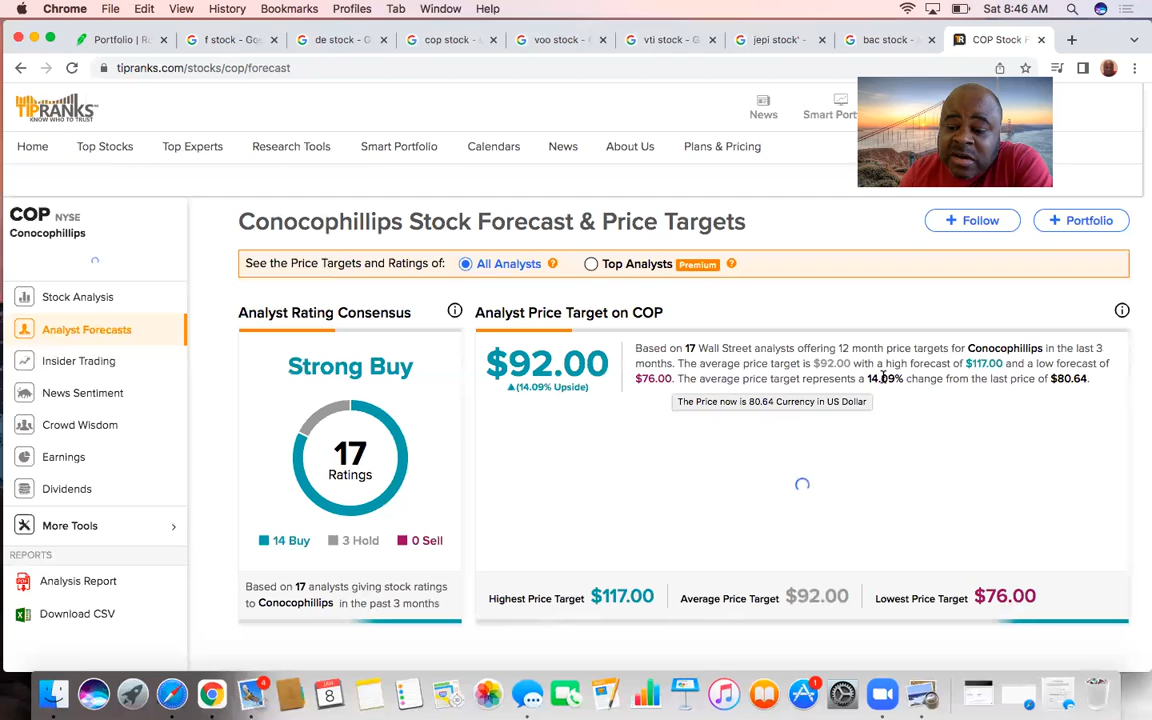 Chrome File Edit View History Bookmarks Profiles Tab Window Help Sat 8:46 AM
Portfolio | R f stock - Go de stock - G cop stock - voo stock - vti stock - G jepi stock' - bac stock - COP Stock F
tipranks.com/stocks/cop/forecast
TIPRANKS
KNOW WHO TO TRUST
News Smart Port
Home Top Stocks Top Experts Research Tools Smart Portfolio Calendars News About Us Plans & Pricing
COP NYSE
Conocophillips
Stock Analysis
Analyst Forecasts
Insider Trading
News Sentiment
Crowd Wisdom
Earnings
Dividends
More Tools
REPORTS
Analysis Report
Download CSV
Conocophillips Stock Forecast & Price Targets
+ Follow + Portfolio
See the Price Targets and Ratings of: All Analysts ? Top Analysts Premium ?
Analyst Rating Consensus
Strong Buy
17
Ratings
14 Buy 3 Hold 0 Sell
Based on 17 analysts giving stock ratings
to Conocophillips in the past 3 months
Analyst Price Target on COP
$92.00
▲(14.09% Upside)
Based on 17 Wall Street analysts offering 12 month price targets for Conocophillips in the last 3
months. The average price target is $92.00 with a high forecast of $117.00 and a low forecast of
$76.00. The average price target represents a 14.09% change from the last price of $80.64.
The Price now is 80.64 Currency in US Dollar
Highest Price Target $117.00 Average Price Target $92.00 Lowest Price Target $76.00
4
JAN
8
1